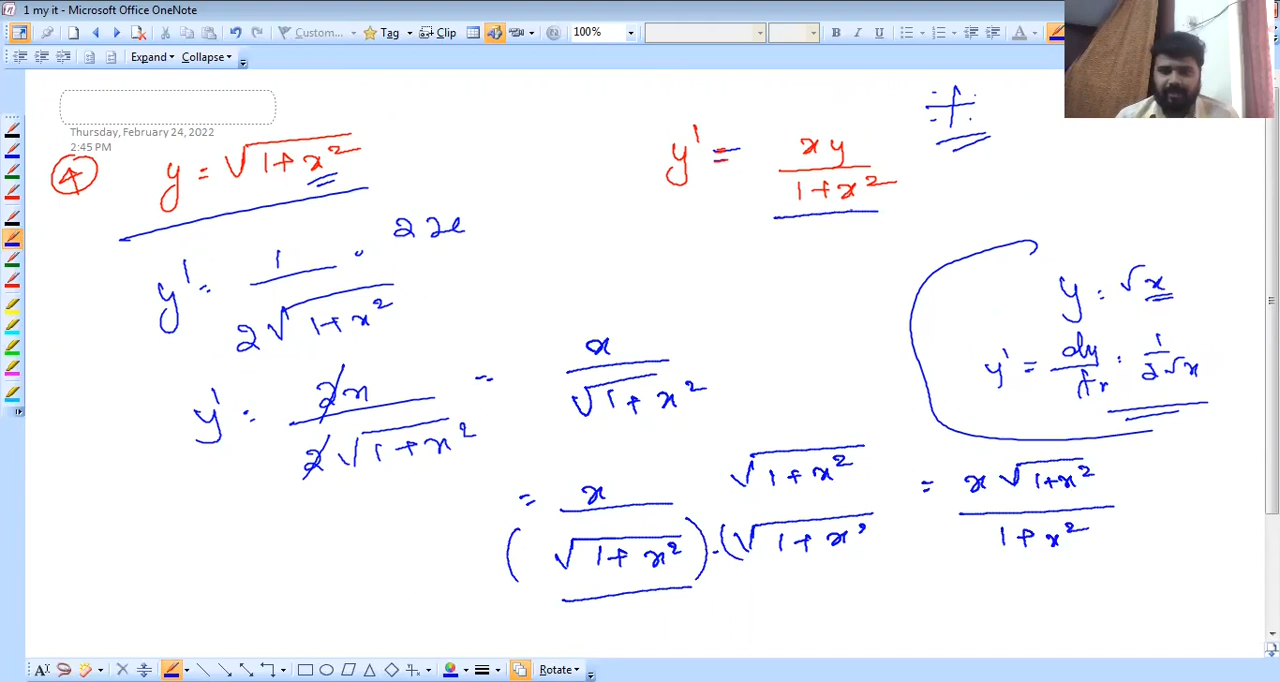 1 my it - Microsoft Office OneNote
Custom... Tag Clip 100% B I U A
Expand Collapse
Thursday, February 24, 2022
2:45 PM
④ y = √(1+x²)
y' = xy/(1+x²)
y' = 1/(2√(1+x²)) · 2x
y = √x
y' = dy/dx = 1/(2√x)
y' = 2x/(2√(1+x²)) = x/√(1+x²)
= x/(√(1+x²)) · √(1+x²)/(√(1+x²) = x√(1+x²)/(1+x²)
Rotate